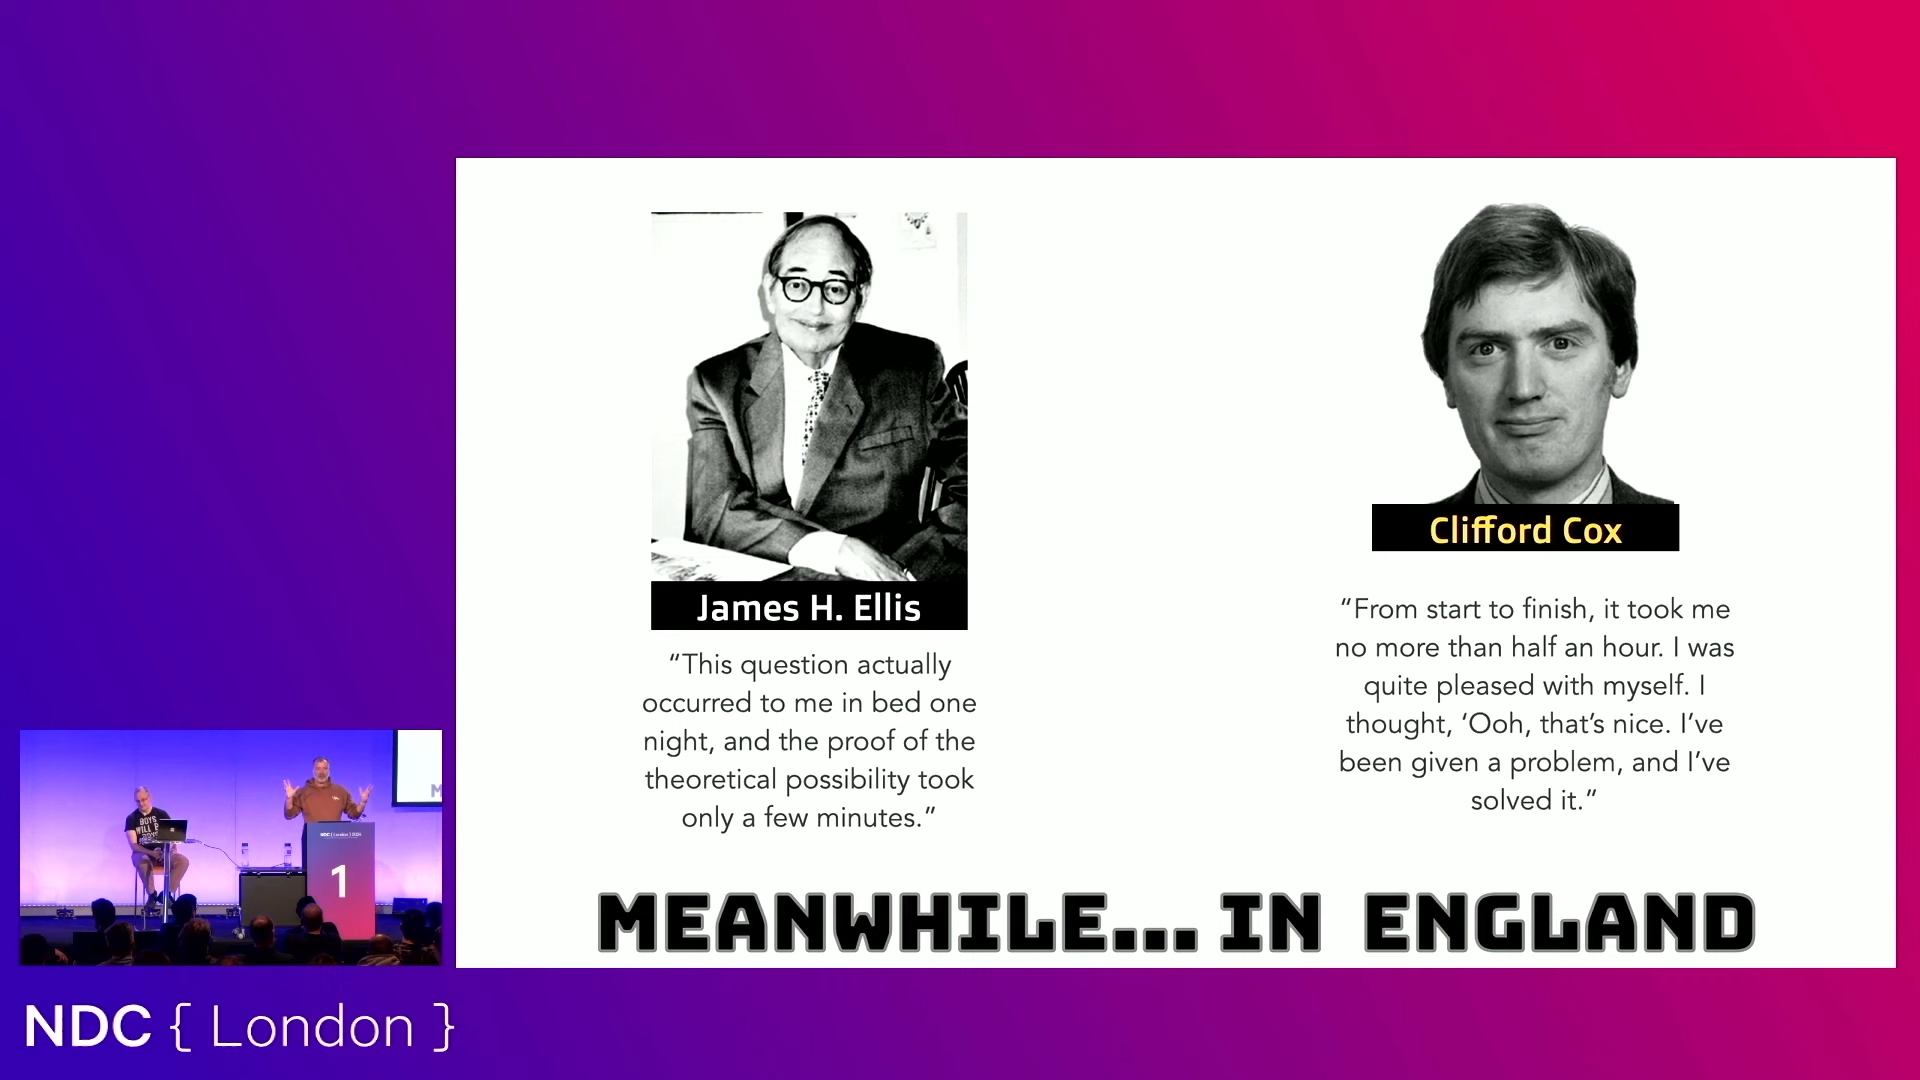 James H. Ellis
“This question actually
occurred to me in bed one
night, and the proof of the
theoretical possibility took
only a few minutes.”
Clifford Cox
“From start to finish, it took me
no more than half an hour. I was
quite pleased with myself. I
thought, ‘Ooh, that’s nice. I’ve
been given a problem, and I’ve
solved it.”
MEANWHILE... IN ENGLAND
BOYS
WILL B
1
M
NDC { London }